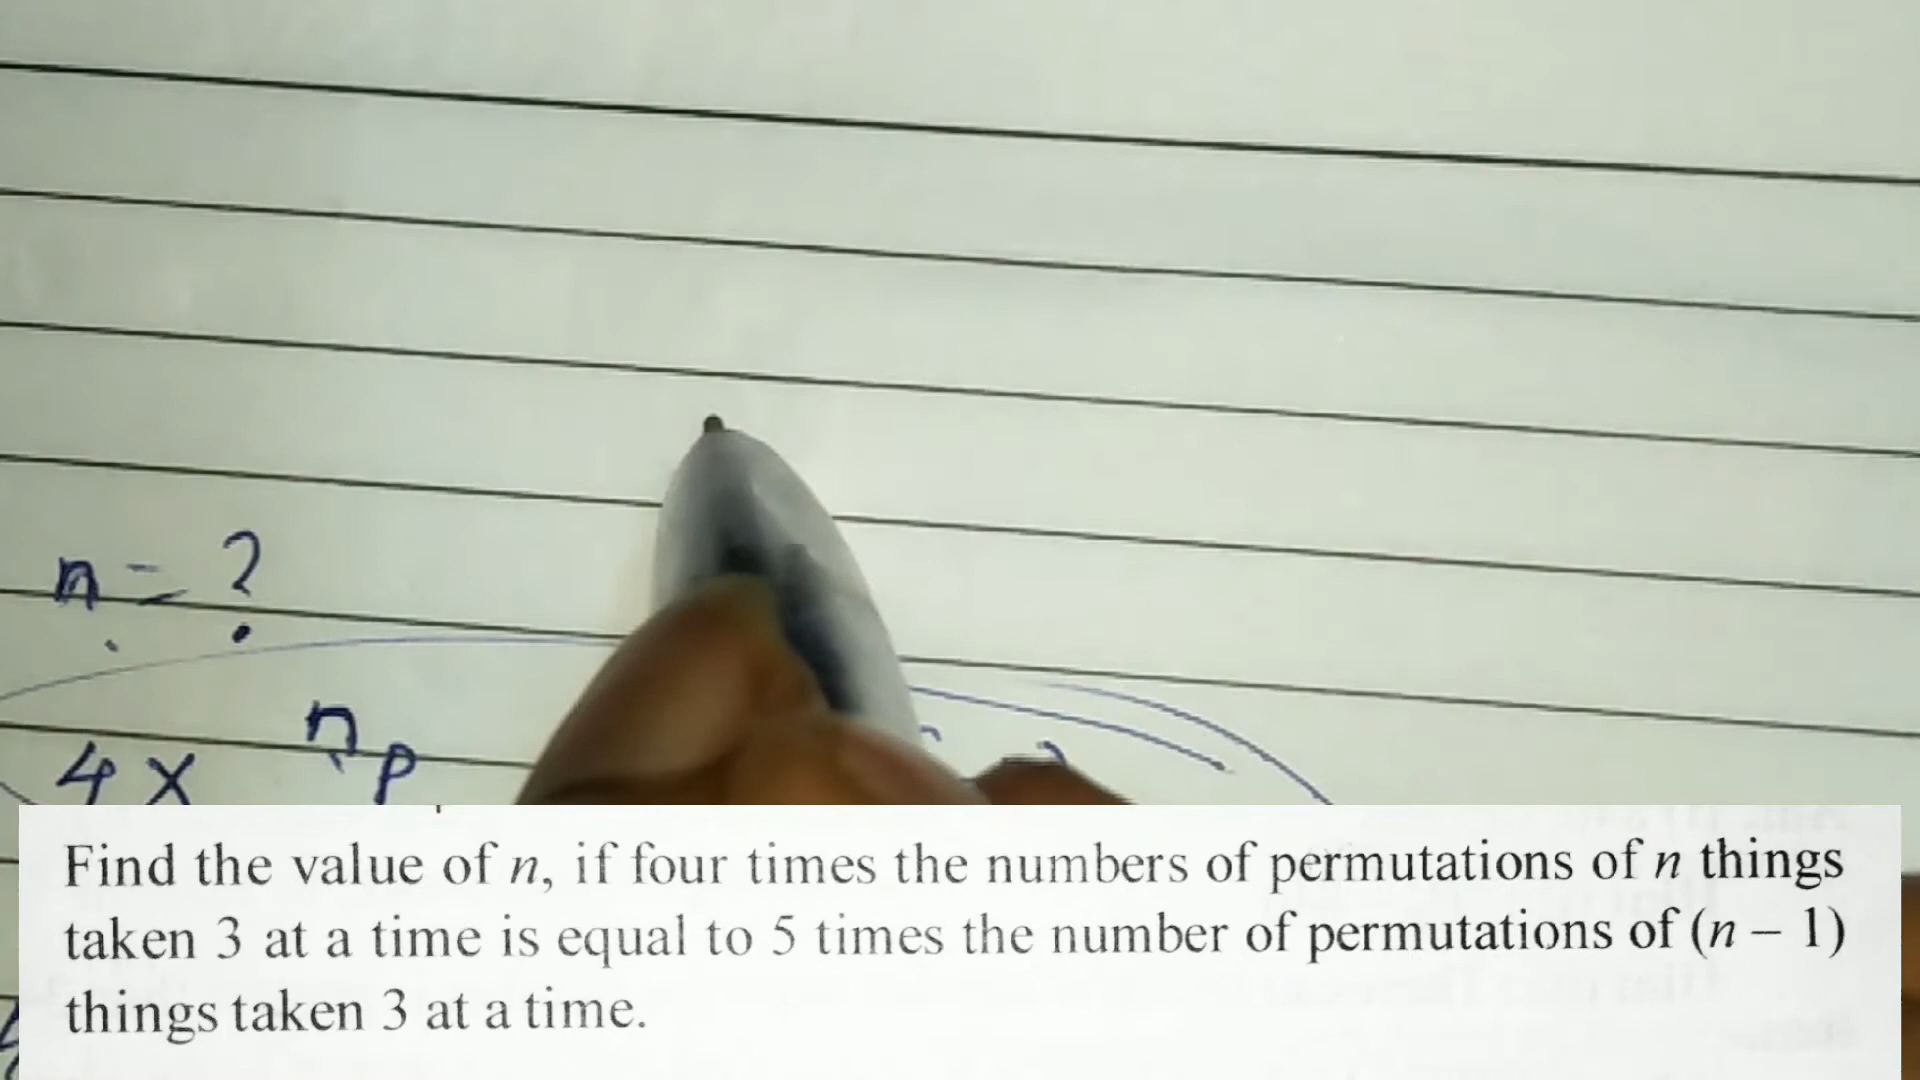 n = ?
4 x n p
Find the value of n, if four times the numbers of permutations of n things
taken 3 at a time is equal to 5 times the number of permutations of (n – 1)
things taken 3 at a time.